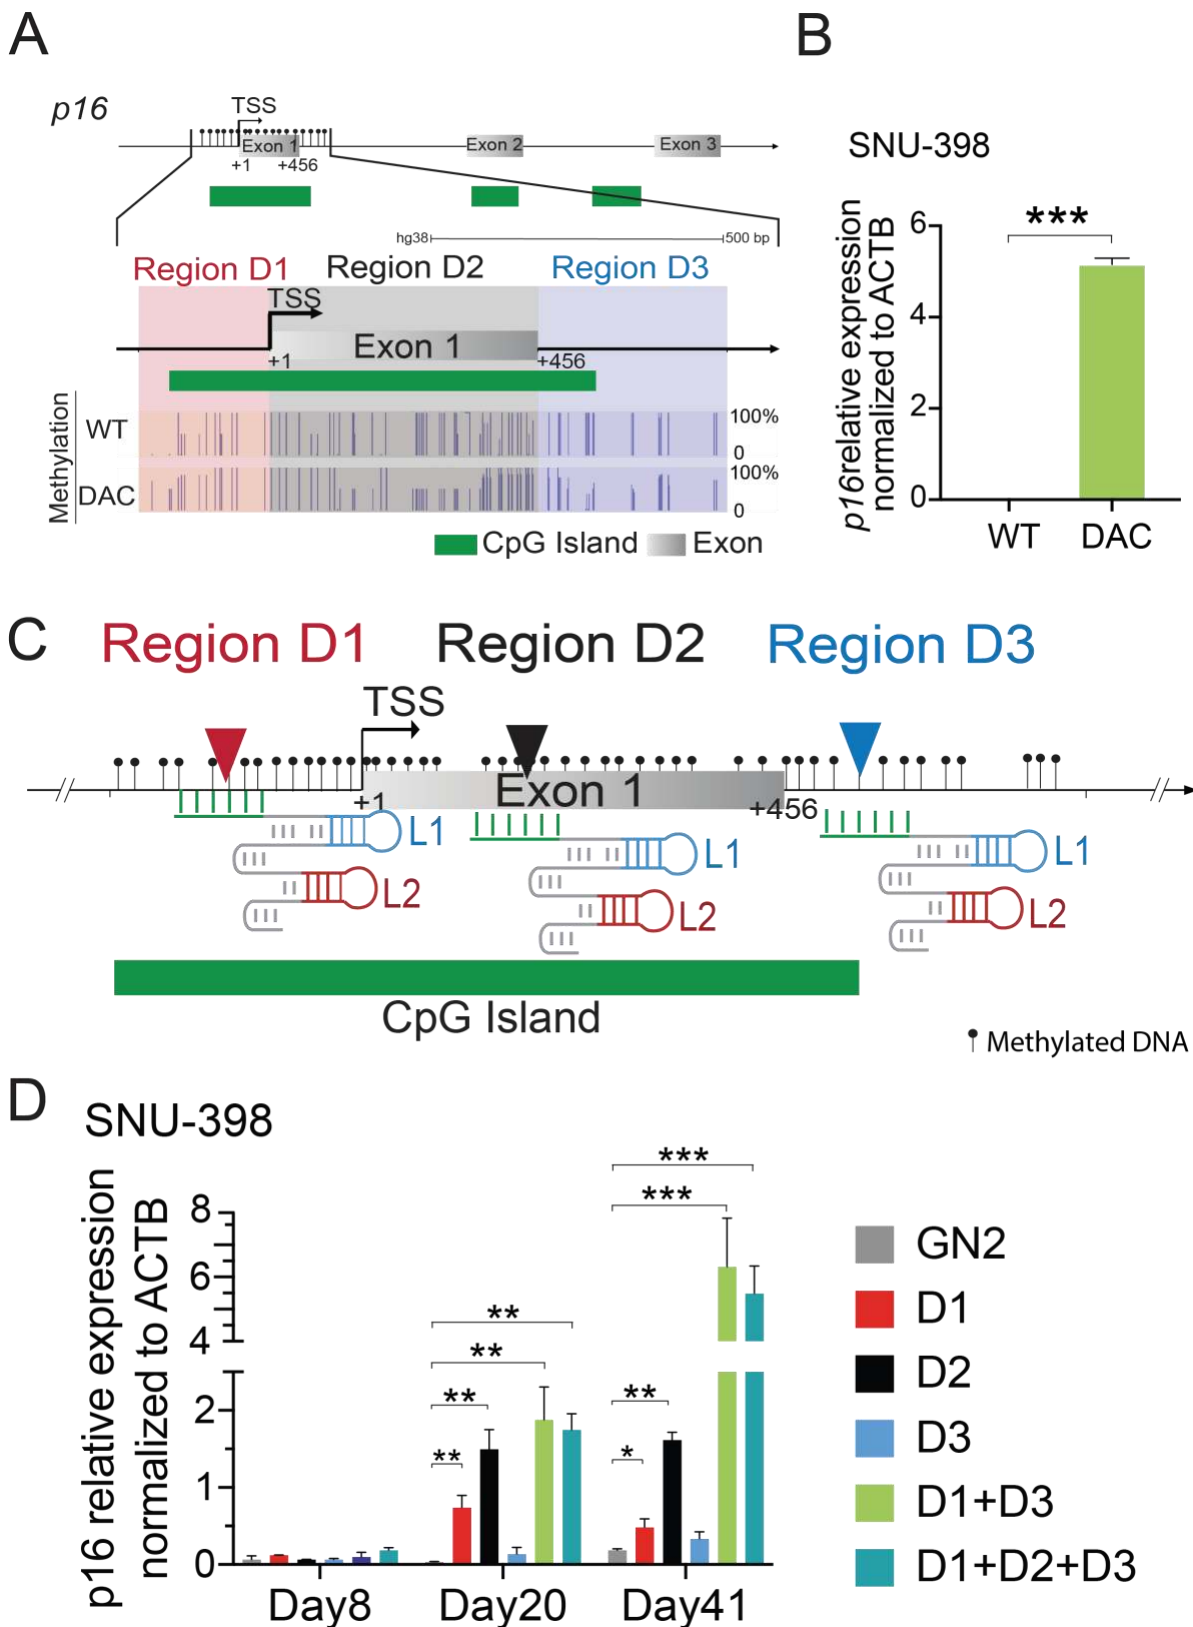 A
p16
TSS
Exon 1
Exon 2
Exon 3
+1
+456
hg38
500 bp
Region D1
Region D2
Region D3
TSS
Exon 1
+1
+456
Methylation
WT
100%
0
DAC
100%
0
CpG Island
Exon
B
SNU-398
p16relative expression
normalized to ACTB
6
4
2
0
***
WT
DAC
C
Region D1
Region D2
Region D3
TSS
Exon 1
+1
+456
L1
L2
L1
L2
L1
L2
CpG Island
Methylated DNA
D
SNU-398
p16 relative expression
normalized to ACTB
8
6
4
2
1
0
**
**
**
**
***
***
**
*
Day8
Day20
Day41
GN2
D1
D2
D3
D1+D3
D1+D2+D3